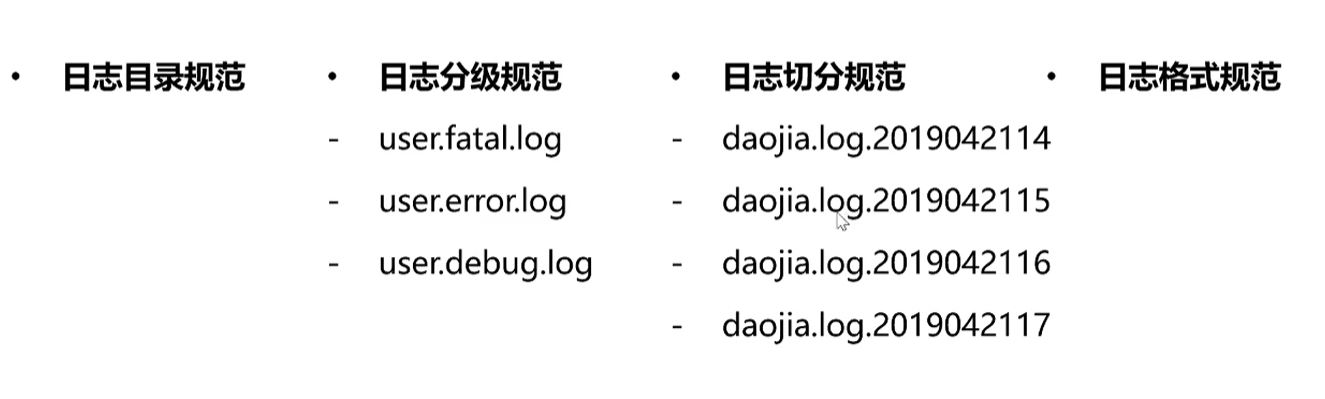 • 日志目录规范
• 日志分级规范
- user.fatal.log
- user.error.log
- user.debug.log
• 日志切分规范
- daojia.log.2019042114
- daojia.log.2019042115
- daojia.log.2019042116
- daojia.log.2019042117
• 日志格式规范